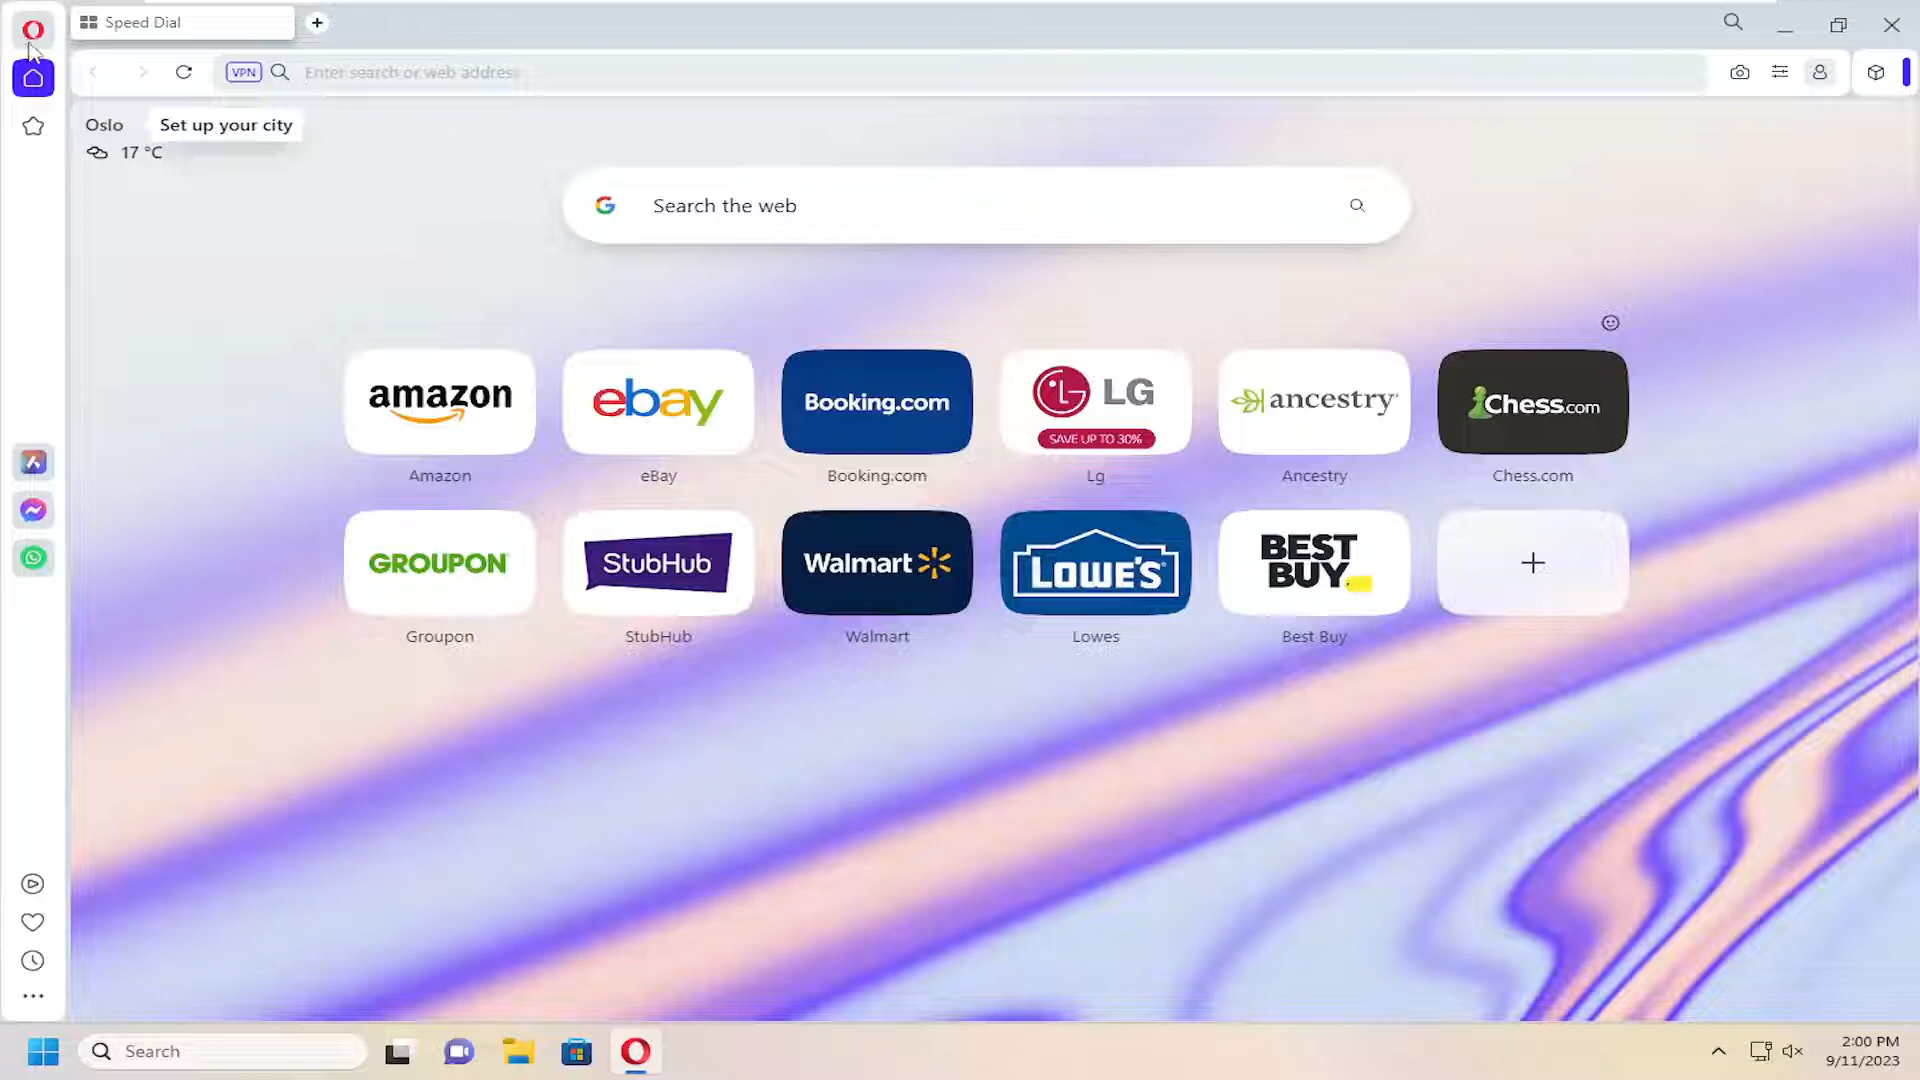 Speed Dial
VPN
Enter search or web address
Oslo
Set up your city
17 °C
Search the web
amazon
ebay
Booking.com
LG
SAVE UP TO 30%
ancestry
Chess.com
Amazon
eBay
Booking.com
Lg
Ancestry
Chess.com
GROUPON
StubHub
Walmart
LOWE'S
BEST
BUY
Groupon
StubHub
Walmart
Lowes
Best Buy
Search
2:00 PM
9/11/2023